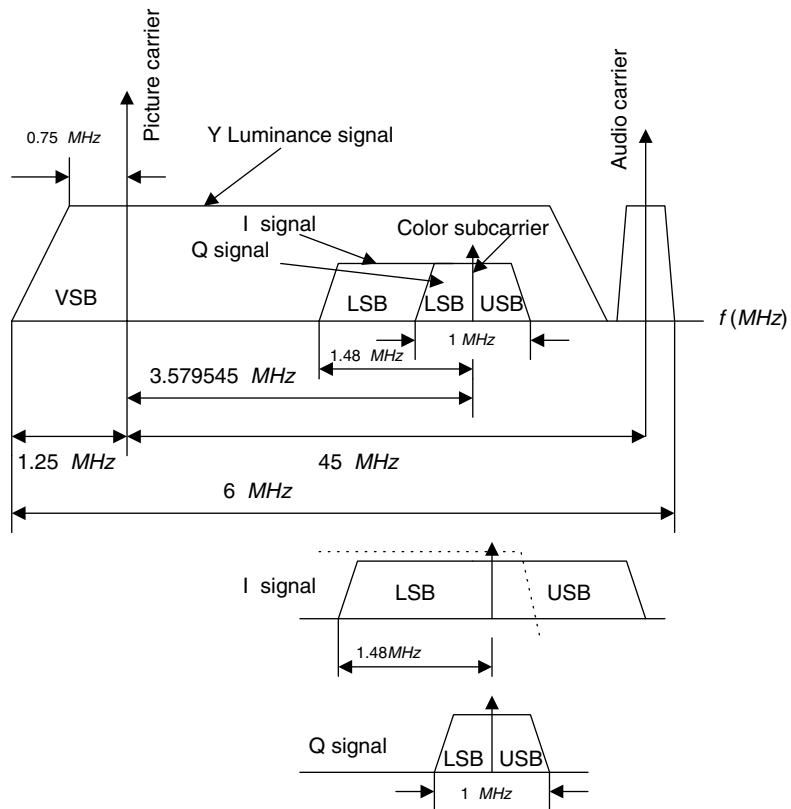 Picture carrier
Audio carrier
0.75 MHz
Y Luminance signal
I signal
Color subcarrier
Q signal
VSB
LSB
LSB
USB
f (MHz)
1 MHz
1.48 MHz
3.579545 MHz
1.25 MHz
45 MHz
6 MHz
I signal
LSB
USB
1.48MHz
Q signal
LSB
USB
1 MHz